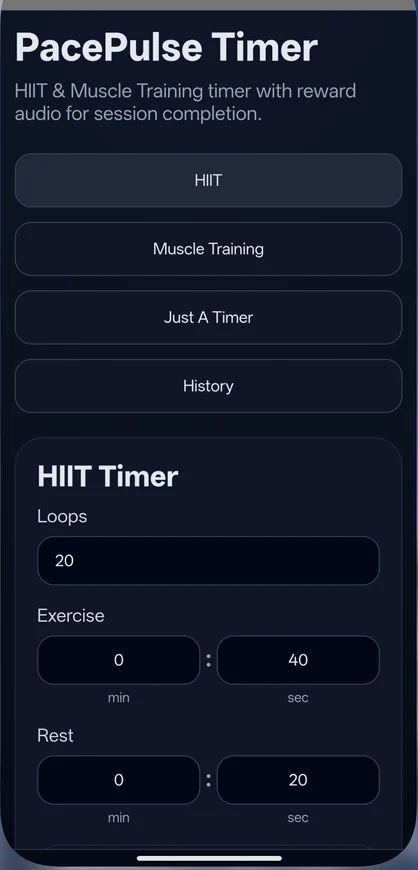 PacePulse Timer
HIIT & Muscle Training timer with reward
audio for session completion.
HIIT
Muscle Training
Just A Timer
History
HIIT Timer
Loops
20
Exercise
0 : 40
min sec
Rest
0 : 20
min sec